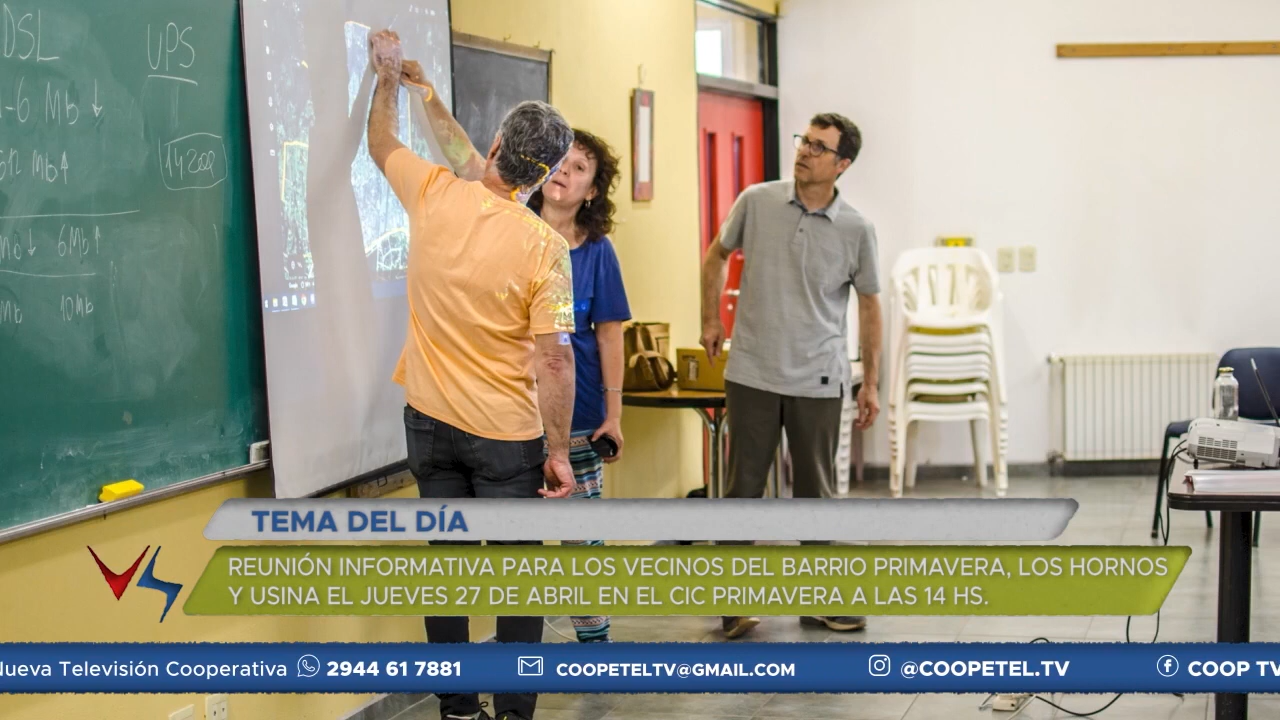 DSL
UPS
-6 Mb ↓
512 Mb↑
14200
6Mb↑
Mb 10Mb
TEMA DEL DÍA
REUNIÓN INFORMATIVA PARA LOS VECINOS DEL BARRIO PRIMAVERA, LOS HORNOS
Y USINA EL JUEVES 27 DE ABRIL EN EL CIC PRIMAVERA A LAS 14 HS.
Nueva Televisión Cooperativa 2944 61 7881 COOPETELTV@GMAIL.COM @COOPETEL.TV COOP TV